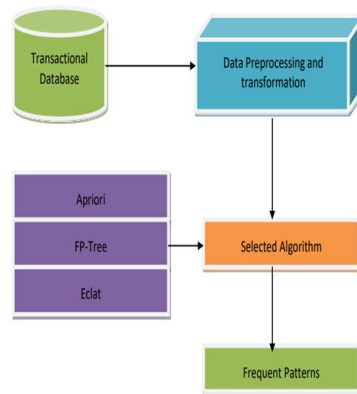 Transactional
Database
Data Preprocessing and
transformation
Apriori
FP-Tree
Eclat
Selected Algorithm
Frequent Patterns